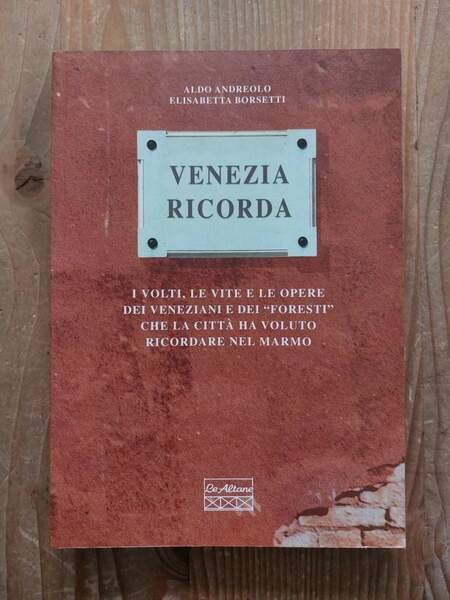 ALDO ANDREOLO
ELISABETTA BORSETTI
VENEZIA
RICORDA
I VOLTI, LE VITE E LE OPERE
DEI VENEZIANI E DEI “FORESTI”
CHE LA CITTÀ HA VOLUTO
RICORDARE NEL MARMO
Le Altane